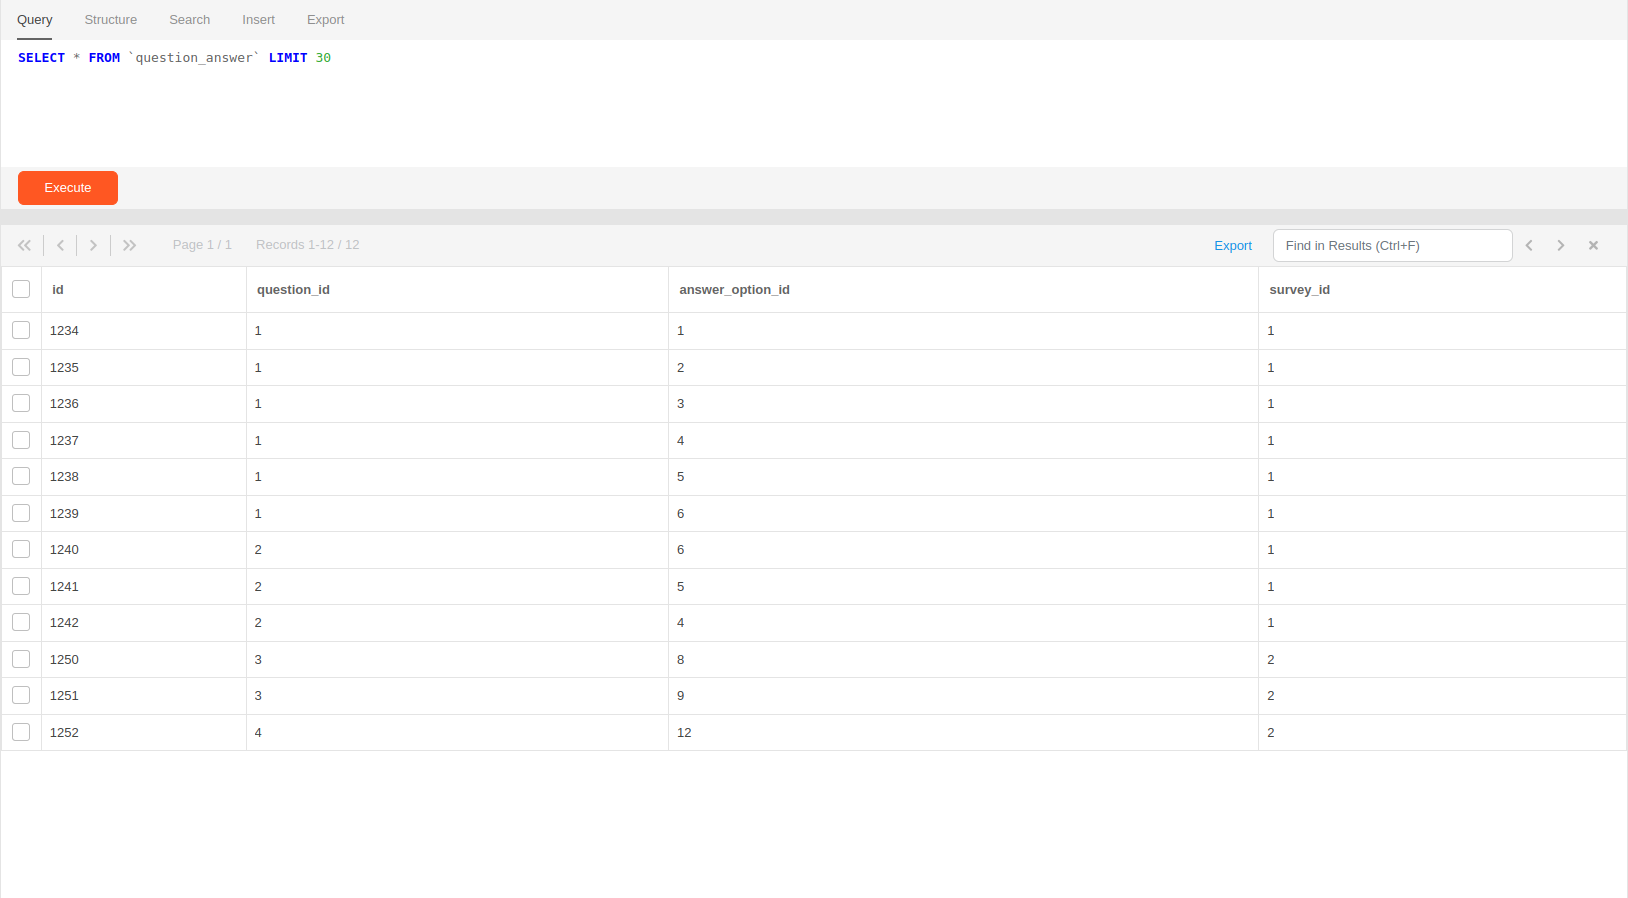 Query Structure Search Insert Export
SELECT * FROM `question_answer` LIMIT 30
Execute
Page 1 / 1 Records 1-12 / 12 Export Find in Results (Ctrl+F)
id question_id answer_option_id survey_id
1234 1 1 1
1235 1 2 1
1236 1 3 1
1237 1 4 1
1238 1 5 1
1239 1 6 1
1240 2 6 1
1241 2 5 1
1242 2 4 1
1250 3 8 2
1251 3 9 2
1252 4 12 2